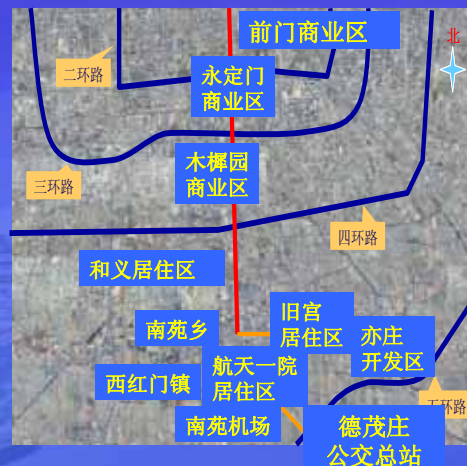 前门商业区
北
二环路
永定门
商业区
木樨园
商业区
三环路
四环路
和义居住区
旧宫
居住区
南苑乡
亦庄
开发区
航天一院
居住区
西红门镇
五环路
南苑机场
德茂庄
公交总站